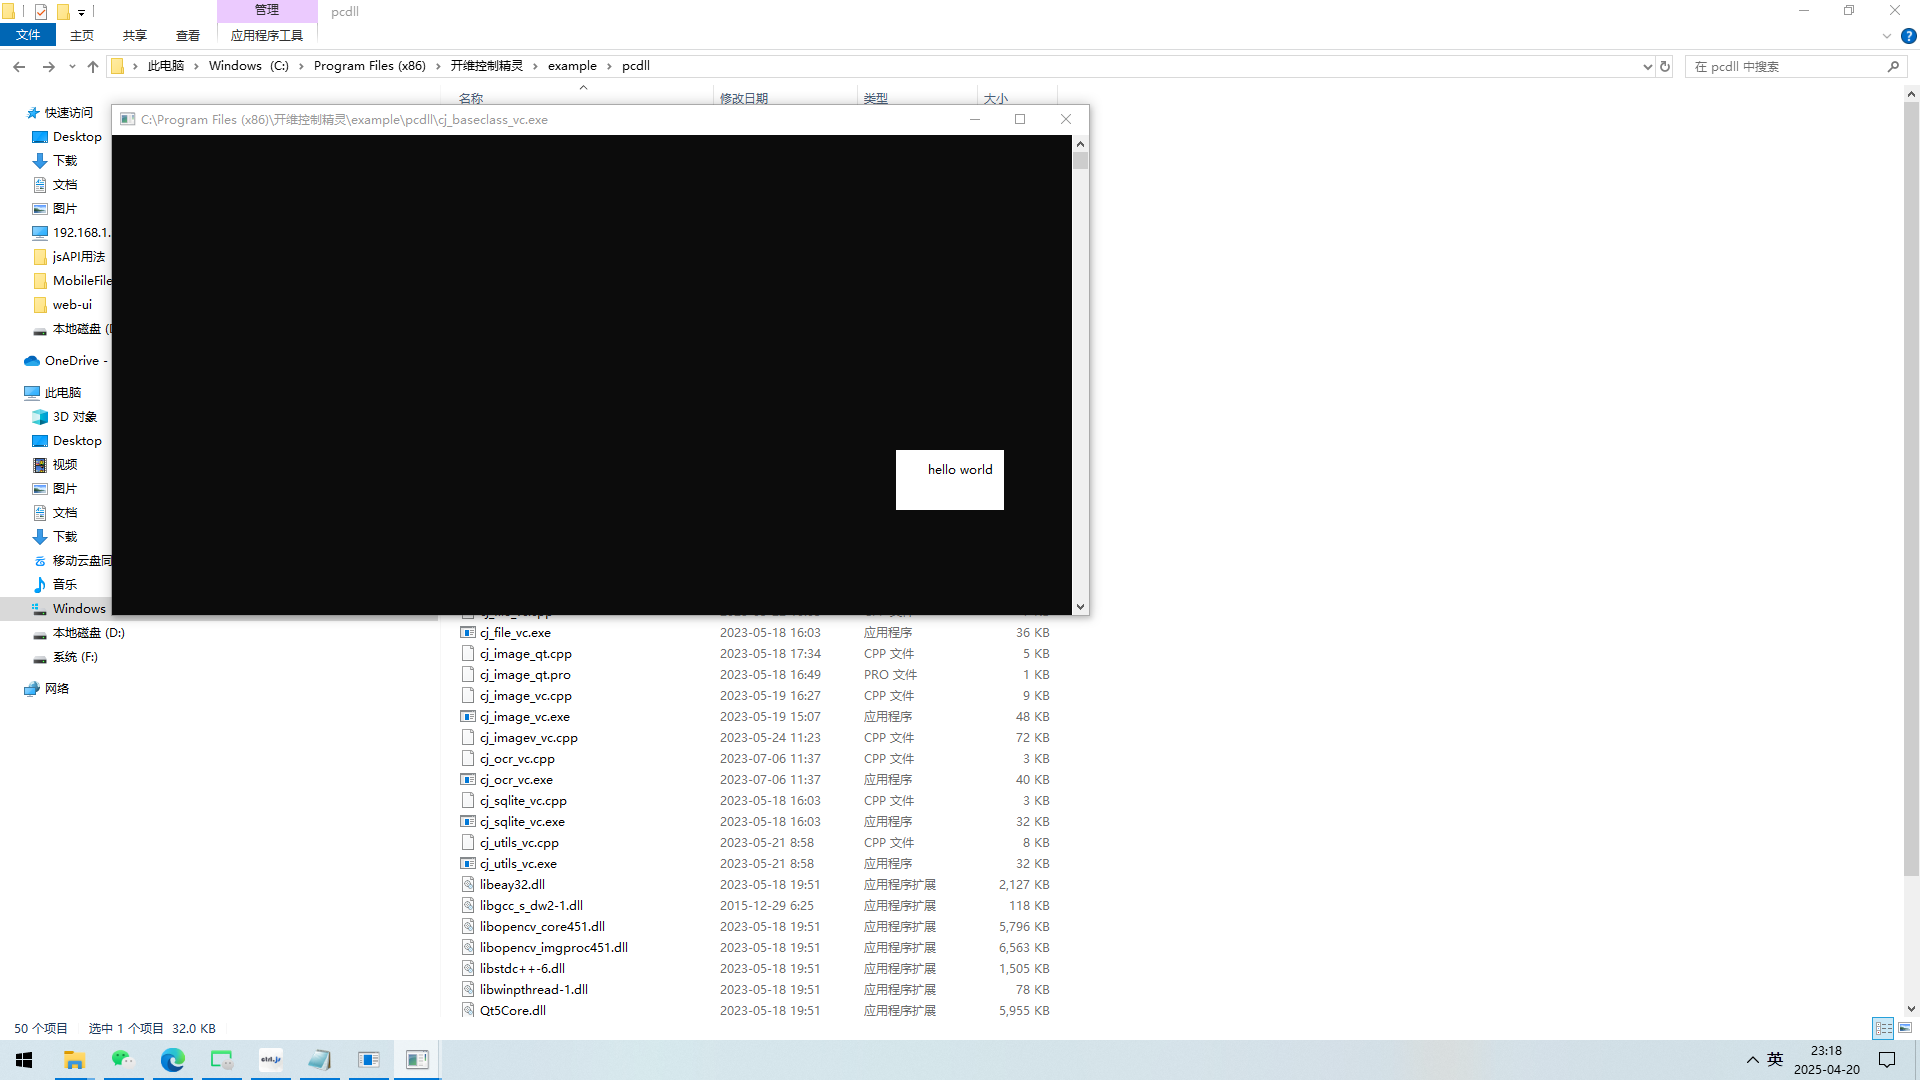 管理
pcdll
文件
主页
共享
查看
应用程序工具
此电脑 Windows (C:) Program Files (x86) 开维控制精灵 example pcdll
在 pcdll 中搜索
名称 修改日期 类型 大小
快速访问
Desktop
下载
文档
图片
192.168.1.
jsAPI用法
MobileFile
web-ui
本地磁盘
OneDrive -
此电脑
3D 对象
Desktop
视频
图片
文档
下载
移动云盘同
音乐
Windows
本地磁盘 (D:)
系统 (F:)
网络
C:\Program Files (x86)\开维控制精灵\example\pcdll\cj_baseclass_vc.exe
hello world
cj_file_vc.exe 2023-05-18 16:03 应用程序 36 KB
cj_image_qt.cpp 2023-05-18 17:34 CPP 文件 5 KB
cj_image_qt.pro 2023-05-18 16:49 PRO 文件 1 KB
cj_image_vc.cpp 2023-05-19 16:27 CPP 文件 9 KB
cj_image_vc.exe 2023-05-19 15:07 应用程序 48 KB
cj_imagev_vc.cpp 2023-05-24 11:23 CPP 文件 72 KB
cj_ocr_vc.cpp 2023-07-06 11:37 CPP 文件 3 KB
cj_ocr_vc.exe 2023-07-06 11:37 应用程序 40 KB
cj_sqlite_vc.cpp 2023-05-18 16:03 CPP 文件 3 KB
cj_sqlite_vc.exe 2023-05-18 16:03 应用程序 32 KB
cj_utils_vc.cpp 2023-05-21 8:58 CPP 文件 8 KB
cj_utils_vc.exe 2023-05-21 8:58 应用程序 32 KB
libeay32.dll 2023-05-18 19:51 应用程序扩展 2,127 KB
libgcc_s_dw2-1.dll 2015-12-29 6:25 应用程序扩展 118 KB
libopencv_core451.dll 2023-05-18 19:51 应用程序扩展 5,796 KB
libopencv_imgproc451.dll 2023-05-18 19:51 应用程序扩展 6,563 KB
libstdc++-6.dll 2023-05-18 19:51 应用程序扩展 1,505 KB
libwinpthread-1.dll 2023-05-18 19:51 应用程序扩展 78 KB
Qt5Core.dll 2023-05-18 19:51 应用程序扩展 5,955 KB
50 个项目 选中 1 个项目 32.0 KB
ctrl.js
英
23:18
2025-04-20